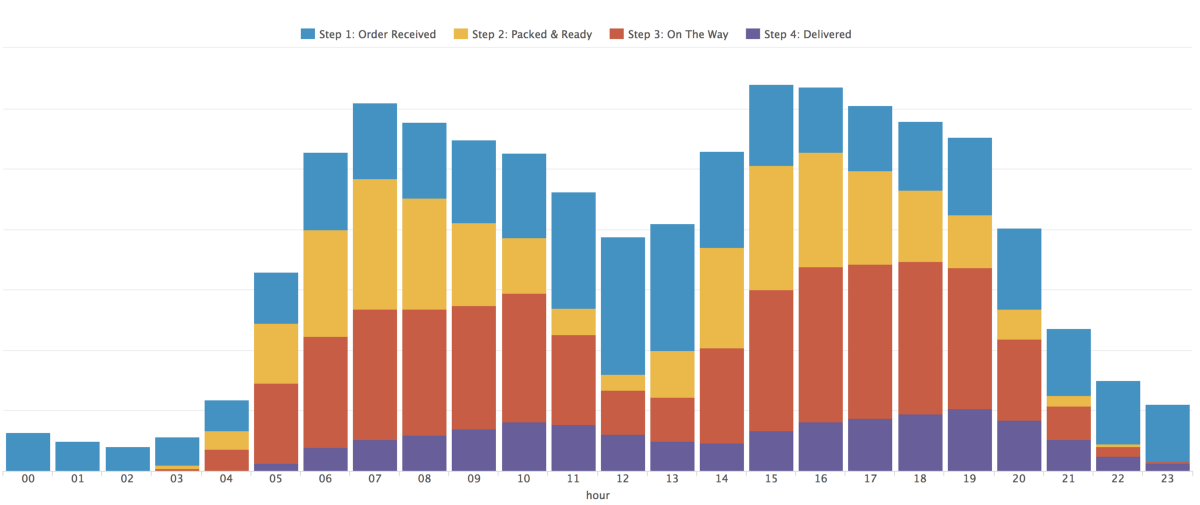 Step 1: Order Received Step 2: Packed & Ready Step 3: On The Way Step 4: Delivered
00 01 02 03 04 05 06 07 08 09 10 11 12 13 14 15 16 17 18 19 20 21 22 23
hour